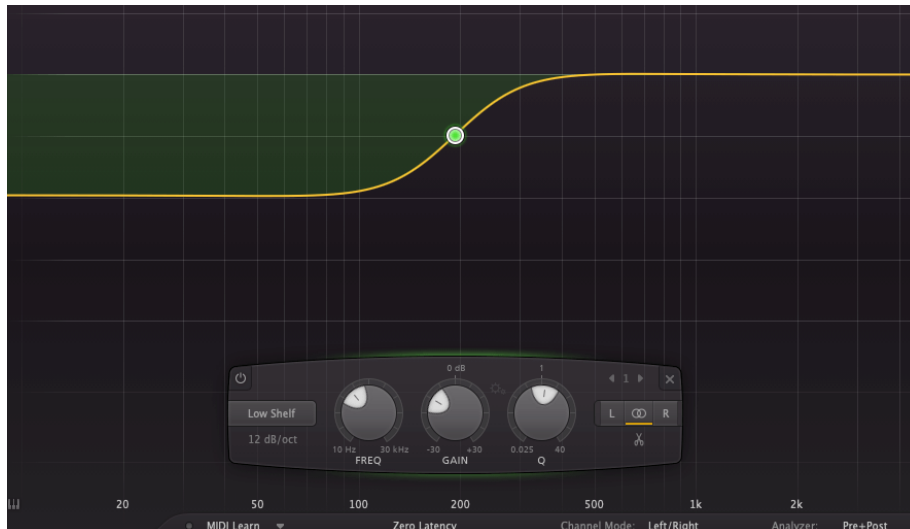 0 dB
1
1
Low Shelf
L
R
12 dB/oct
10 Hz
30 kHz
-30
+30
0.025
40
FREQ
GAIN
Q
20
50
100
200
500
1k
2k
MIDI Learn
Zero Latency
Channel Mode:
Left/Right
Analyzer:
Pre+Post